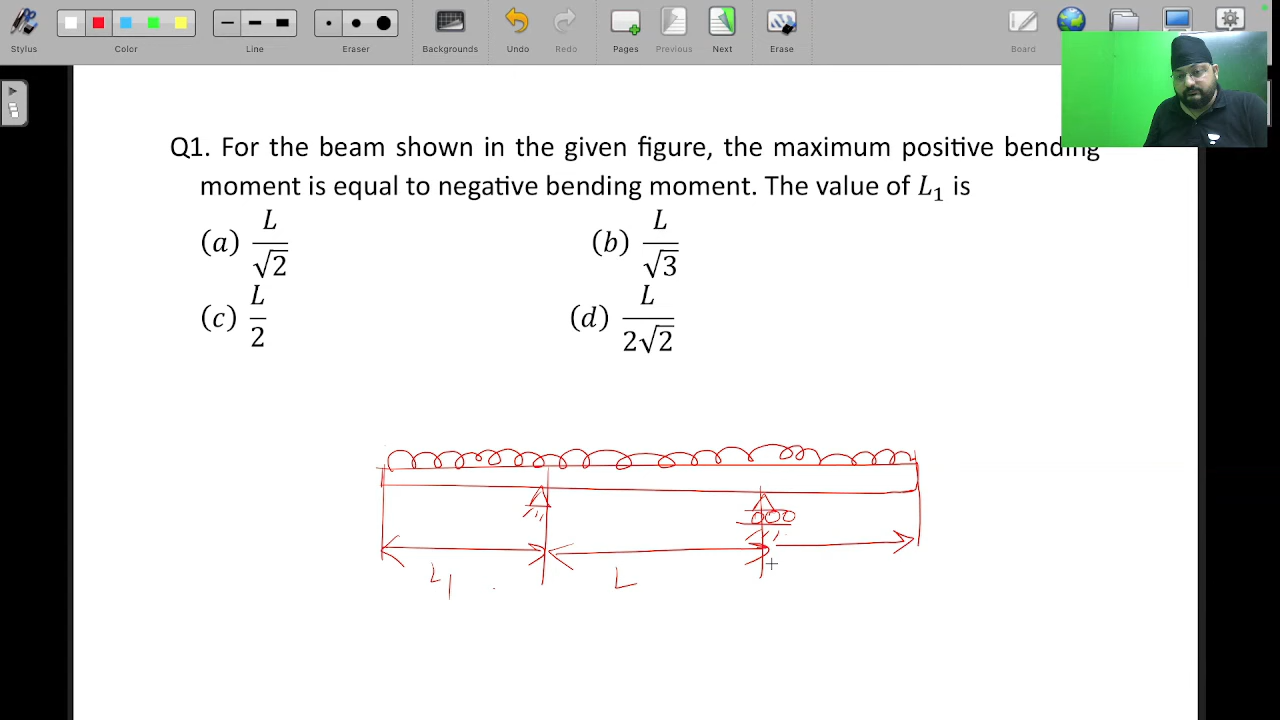 Stylus Color Line Eraser Backgrounds Undo Redo Pages Previous Next Erase Board
Q1. For the beam shown in the given figure, the maximum positive bending
moment is equal to negative bending moment. The value of L₁ is
(a) L/√2 (b) L/√3
(c) L/2 (d) L/2√2
L₁ L